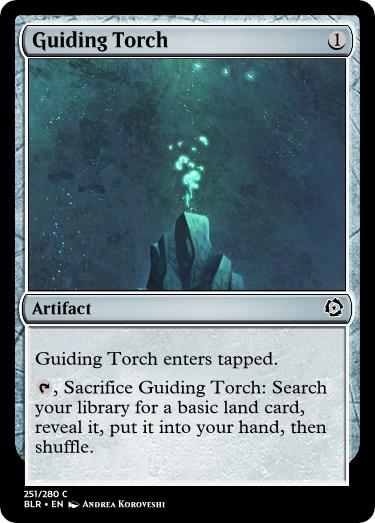 Guiding Torch 1
Artifact
Guiding Torch enters tapped.
, Sacrifice Guiding Torch: Search
your library for a basic land card,
reveal it, put it into your hand, then
shuffle.
251/280 C
BLR • EN Andrea Koroveshi